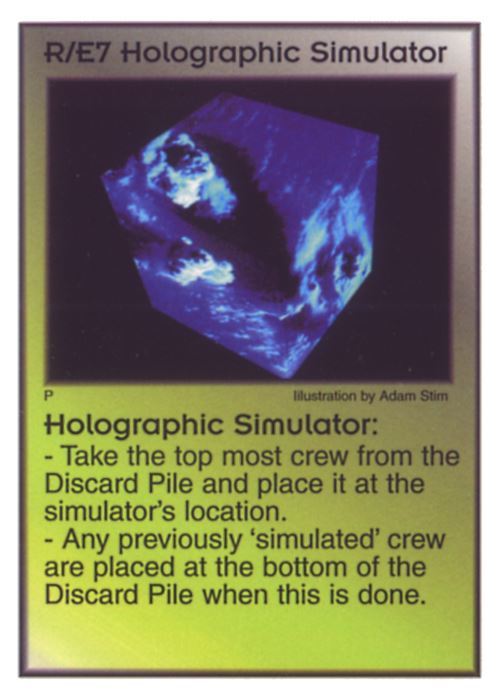 R/E7 Holographic Simulator
P
Illustration by Adam Stim
Holographic Simulator:
- Take the top most crew from the
Discard Pile and place it at the
simulator's location.
- Any previously 'simulated' crew
are placed at the bottom of the
Discard Pile when this is done.